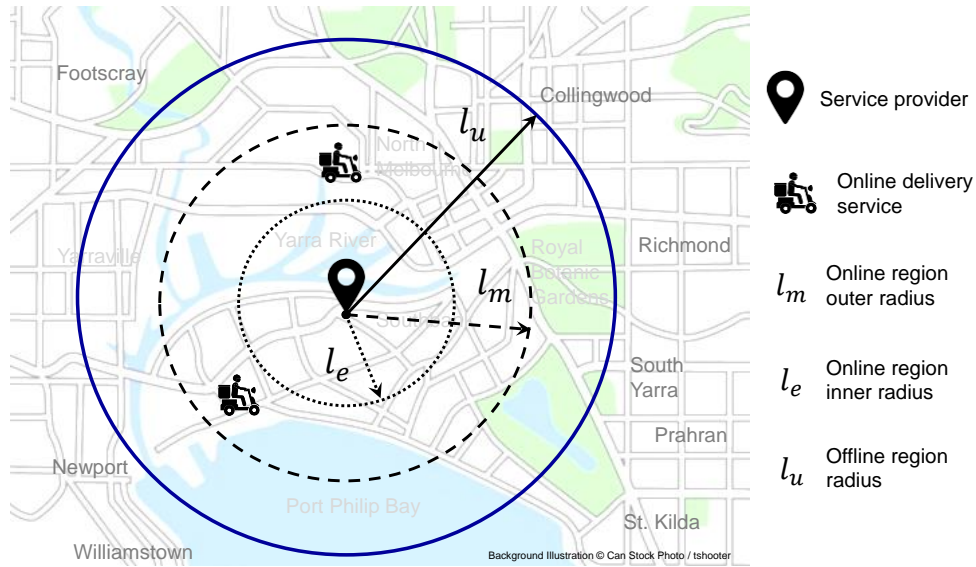 Footscray
Collingwood
l_u
North
Melbourne
Yarra River
Yarraville
Royal
Botanic
Gardens
Richmond
l_m
l_e
South
Yarra
Prahran
Newport
Port Philip Bay
St. Kilda
Williamstown
Background Illustration © Can Stock Photo / tshooter
Service provider
Online delivery
service
l_m Online region
outer radius
l_e Online region
inner radius
l_u Offline region
radius